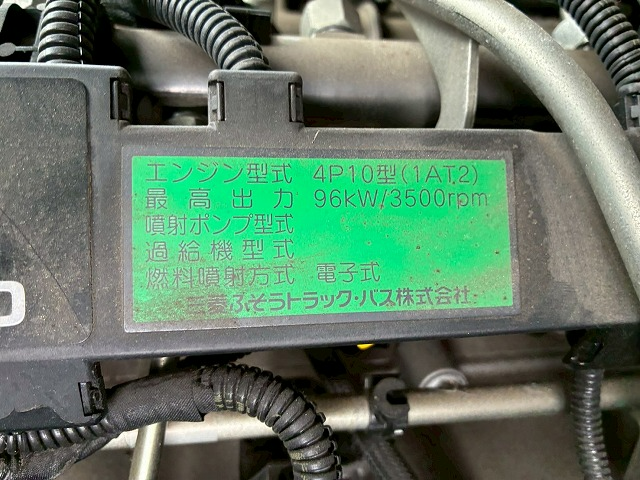 エンジン型式 4P10型(1AT2)
最高出力 96kW/3500rpm
噴射ポンプ型式
過給機型式
燃料噴射方式 電子式
三菱ふそうトラック・バス株式会社